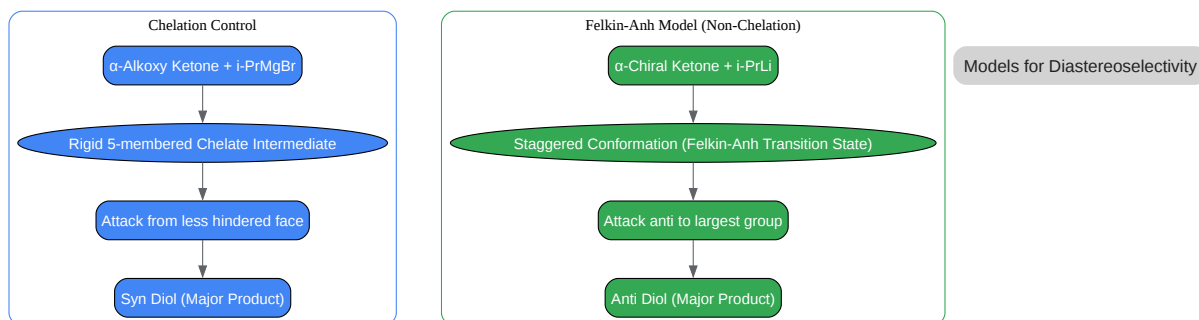 Chelation Control
α-Alkoxy Ketone + i-PrMgBr
Rigid 5-membered Chelate Intermediate
Attack from less hindered face
Syn Diol (Major Product)
Felkin-Anh Model (Non-Chelation)
α-Chiral Ketone + i-PrLi
Staggered Conformation (Felkin-Anh Transition State)
Attack anti to largest group
Anti Diol (Major Product)
Models for Diastereoselectivity